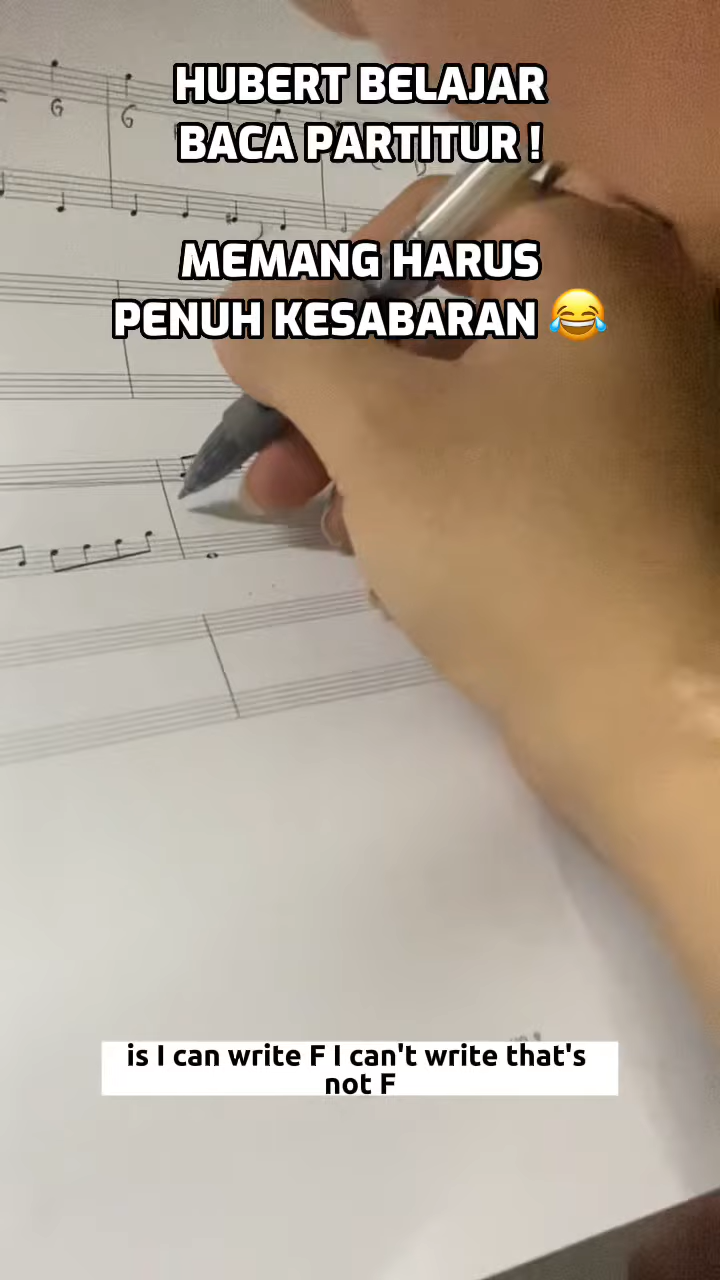 HUBERT BELAJAR
BACA PARTITUR !
MEMANG HARUS
PENUH KESABARAN 😂
G
G
is I can write F I can't write that's
not F